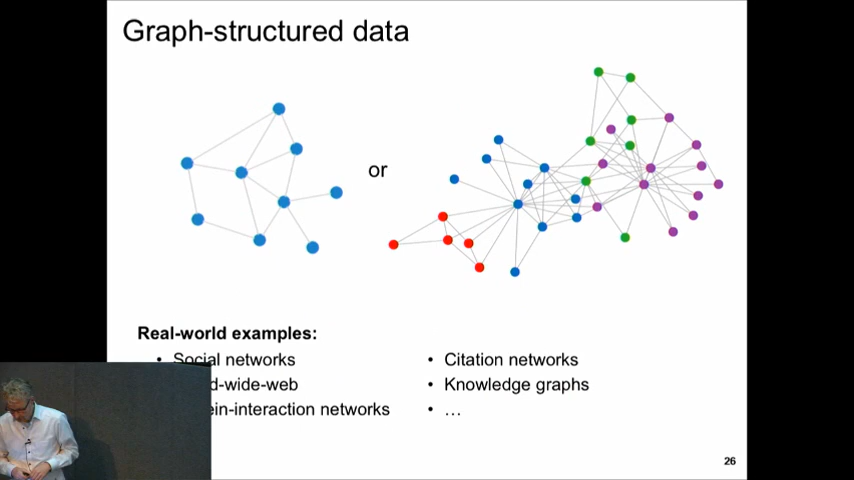 Graph-structured data
or
Real-world examples:
• Social networks
d-wide-web
ein-interaction networks
• Citation networks
• Knowledge graphs
• …
26